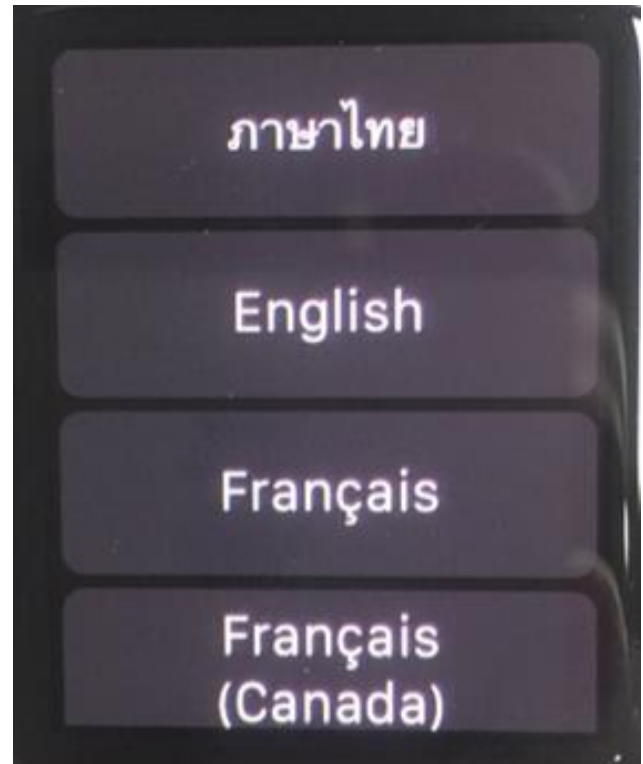 ภาษาไทย
English
Français
Français
(Canada)